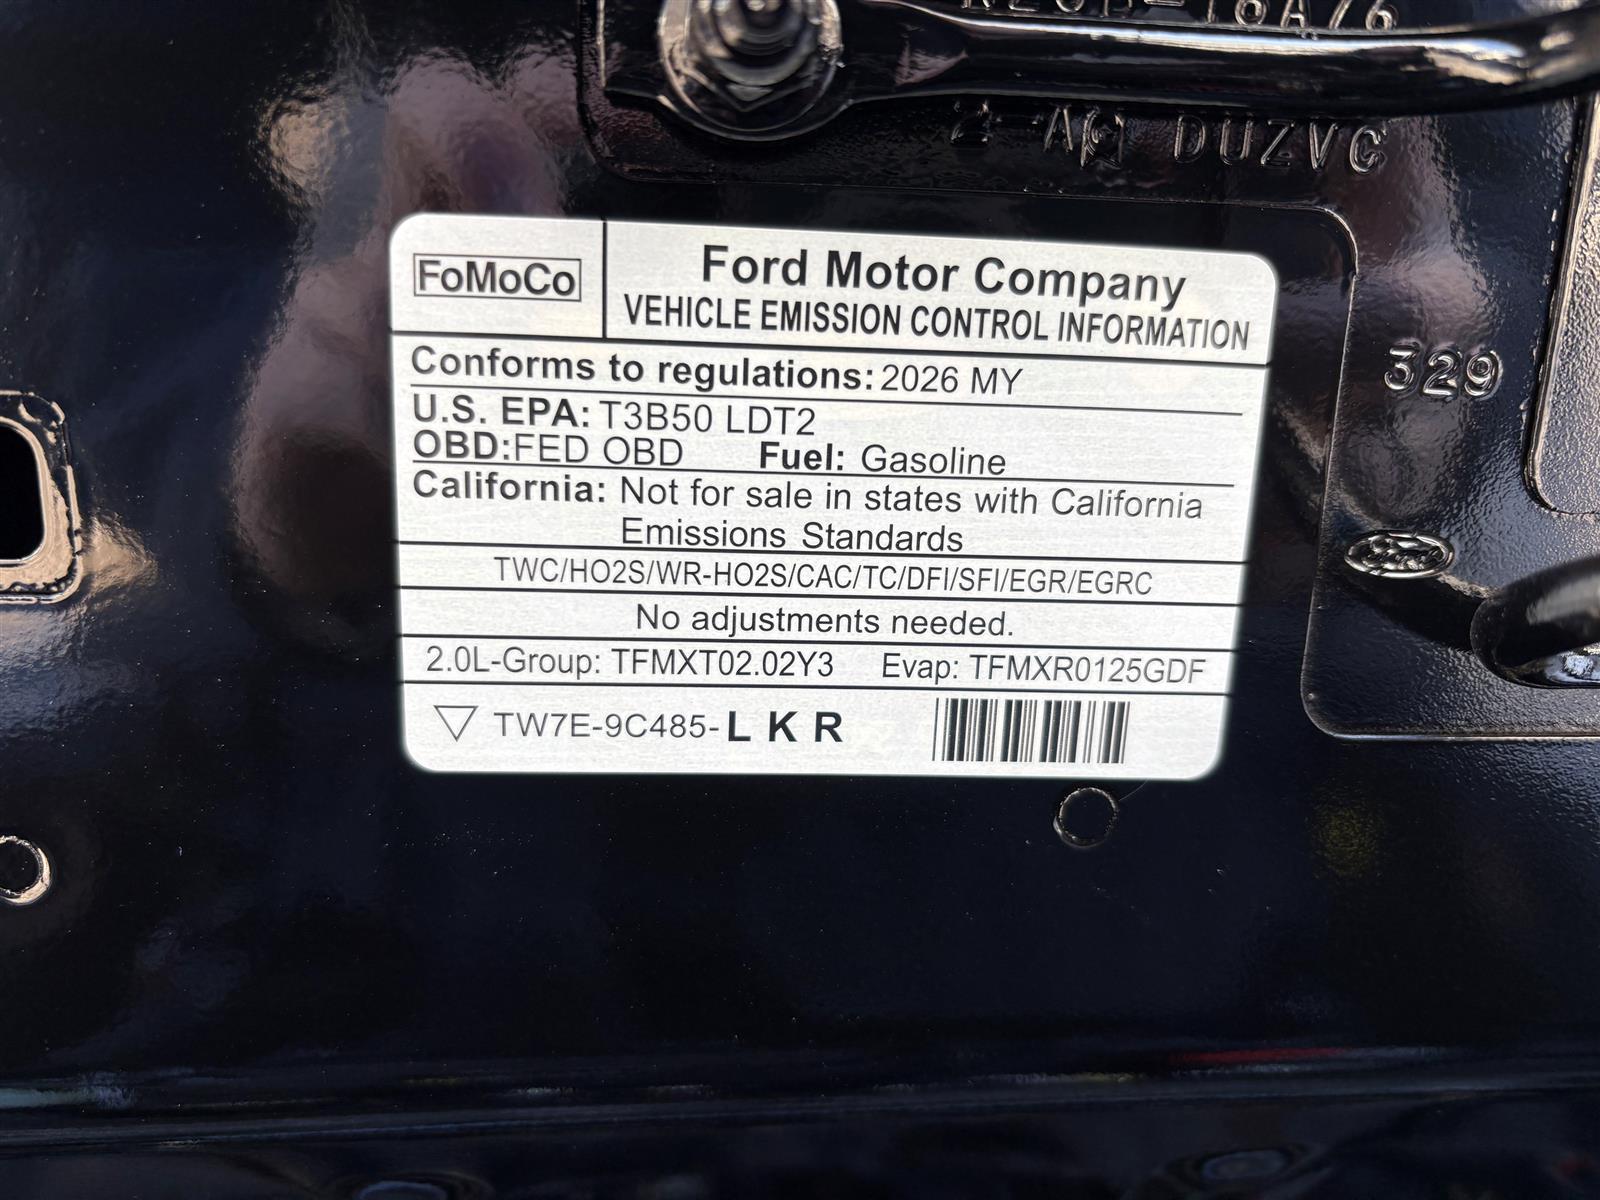 2-A DUZVC
FoMoCo
Ford Motor Company
VEHICLE EMISSION CONTROL INFORMATION
Conforms to regulations: 2026 MY
U.S. EPA: T3B50 LDT2
OBD:FED OBD Fuel: Gasoline
California: Not for sale in states with California
Emissions Standards
TWC/HO2S/WR-HO2S/CAC/TC/DFI/SFI/EGR/EGRC
No adjustments needed.
2.0L-Group: TFMXT02.02Y3 Evap: TFMXR0125GDF
TW7E-9C485-LKR
329